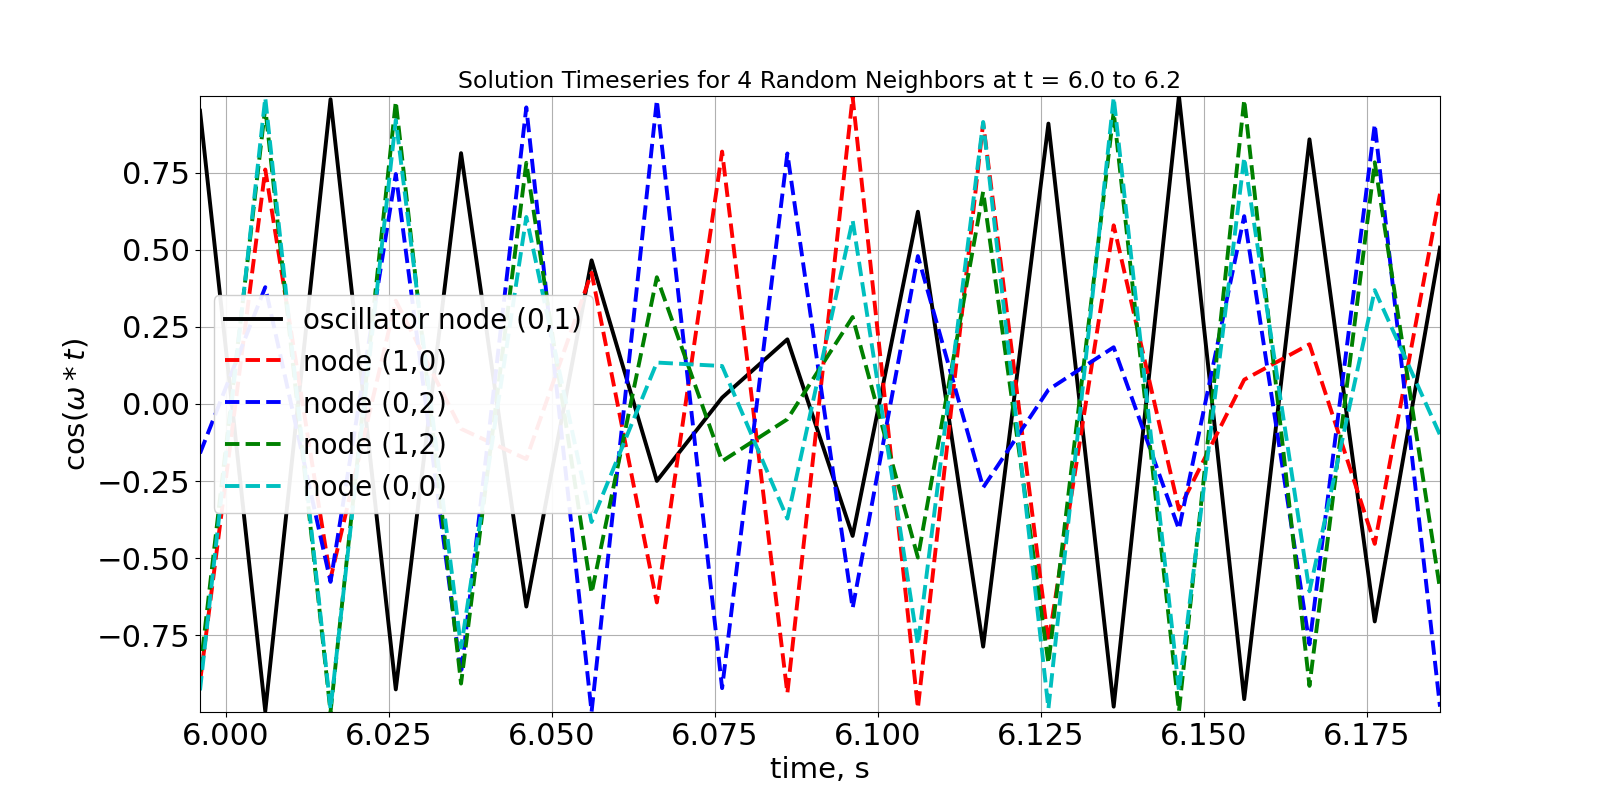 Solution Timeseries for 4 Random Neighbors at t = 6.0 to 6.2
cos(ω * t)
0.75
0.50
0.25
0.00
−0.25
−0.50
−0.75
oscillator node (0,1)
node (1,0)
node (0,2)
node (1,2)
node (0,0)
6.000 6.025 6.050 6.075 6.100 6.125 6.150 6.175
time, s